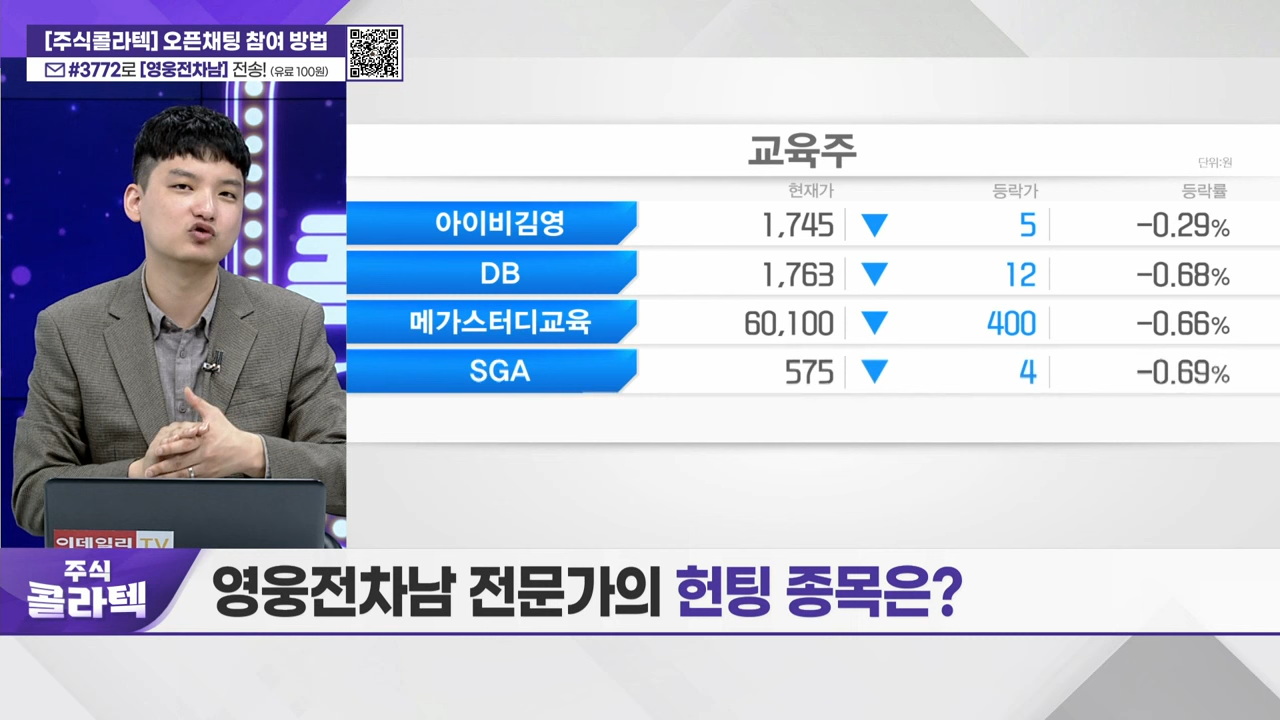 [주식콜라텍] 오픈채팅 참여 방법
#3772로 [영웅전차남] 전송! (유료 100원)
교육주
단위:원
현재가 등락가 등락률
아이비김영 1,745 ▼ 5 -0.29%
DB 1,763 ▼ 12 -0.68%
메가스터디교육 60,100 ▼ 400 -0.66%
SGA 575 ▼ 4 -0.69%
이데일리 TV
주식
콜라텍
영웅전차남 전문가의 헌팅 종목은?